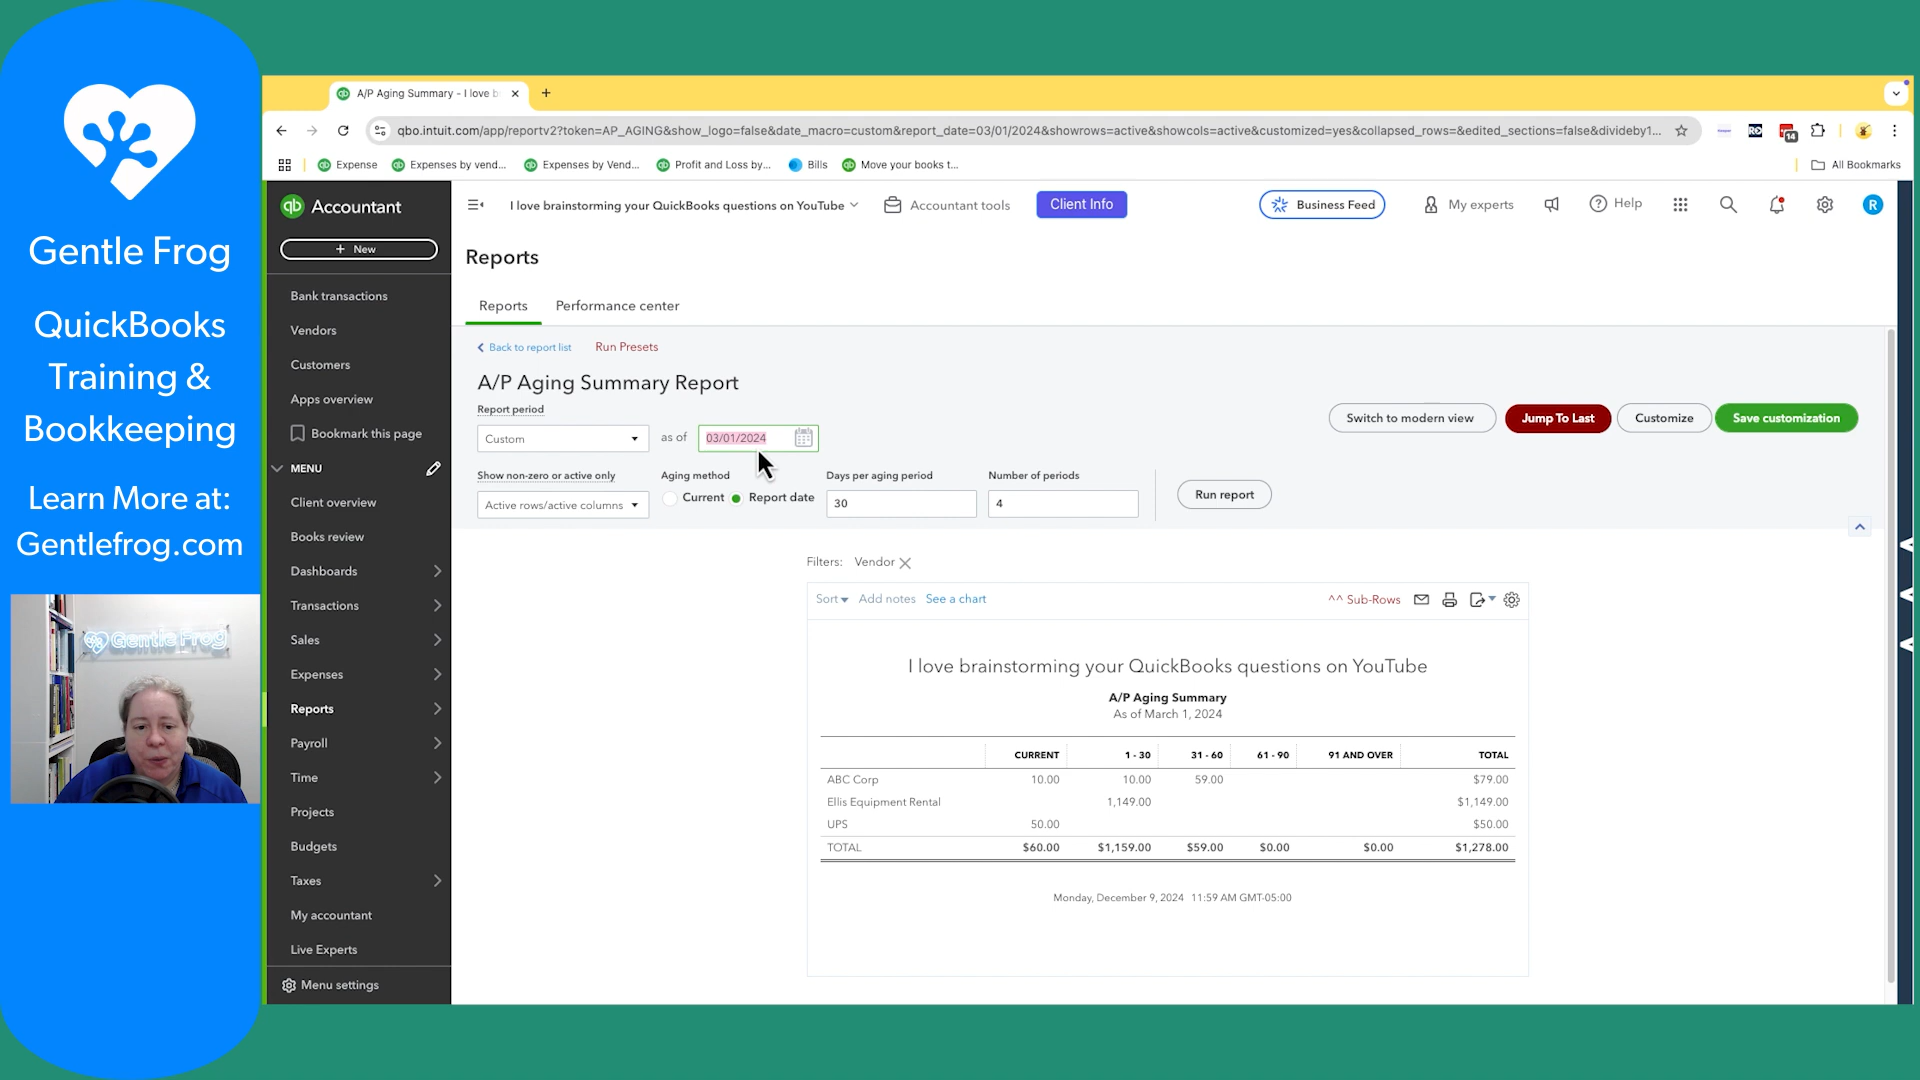 Gentle Frog
QuickBooks
Training &
Bookkeeping
Learn More at:
Gentlefrog.com
Gentle Frog
A/P Aging Summary - I love b
qbo.intuit.com/app/reportv2?token=AP_AGING&show_logo=false&date_macro=custom&report_date=03/01/2024&showrows=active&showcols=active&customized=yes&collapsed_rows=&edited_sections=false&divideby1...
14
Expense
Expenses by vend...
Expenses by Vend...
Profit and Loss by...
Bills
Move your books t...
All Bookmarks
qb Accountant
+ New
Bank transactions
Vendors
Customers
Apps overview
Bookmark this page
MENU
Client overview
Books review
Dashboards
Transactions
Sales
Expenses
Reports
Payroll
Time
Projects
Budgets
Taxes
My accountant
Live Experts
Menu settings
I love brainstorming your QuickBooks questions on YouTube
Accountant tools
Client Info
Business Feed
My experts
Help
R
Reports
Reports
Performance center
Back to report list
Run Presets
A/P Aging Summary Report
Report period
Custom
as of
03/01/2024
Switch to modern view
Jump To Last
Customize
Save customization
Show non-zero or active only
Aging method
Days per aging period
Number of periods
Active rows/active columns
Current
Report date
30
4
Run report
Filters: Vendor
Sort
Add notes
See a chart
^^ Sub-Rows
I love brainstorming your QuickBooks questions on YouTube
A/P Aging Summary
As of March 1, 2024
CURRENT 1 - 30 31 - 60 61 - 90 91 AND OVER TOTAL
ABC Corp 10.00 10.00 59.00 $79.00
Ellis Equipment Rental 1,149.00 $1,149.00
UPS 50.00 $50.00
TOTAL $60.00 $1,159.00 $59.00 $0.00 $0.00 $1,278.00
Monday, December 9, 2024 11:59 AM GMT-05:00